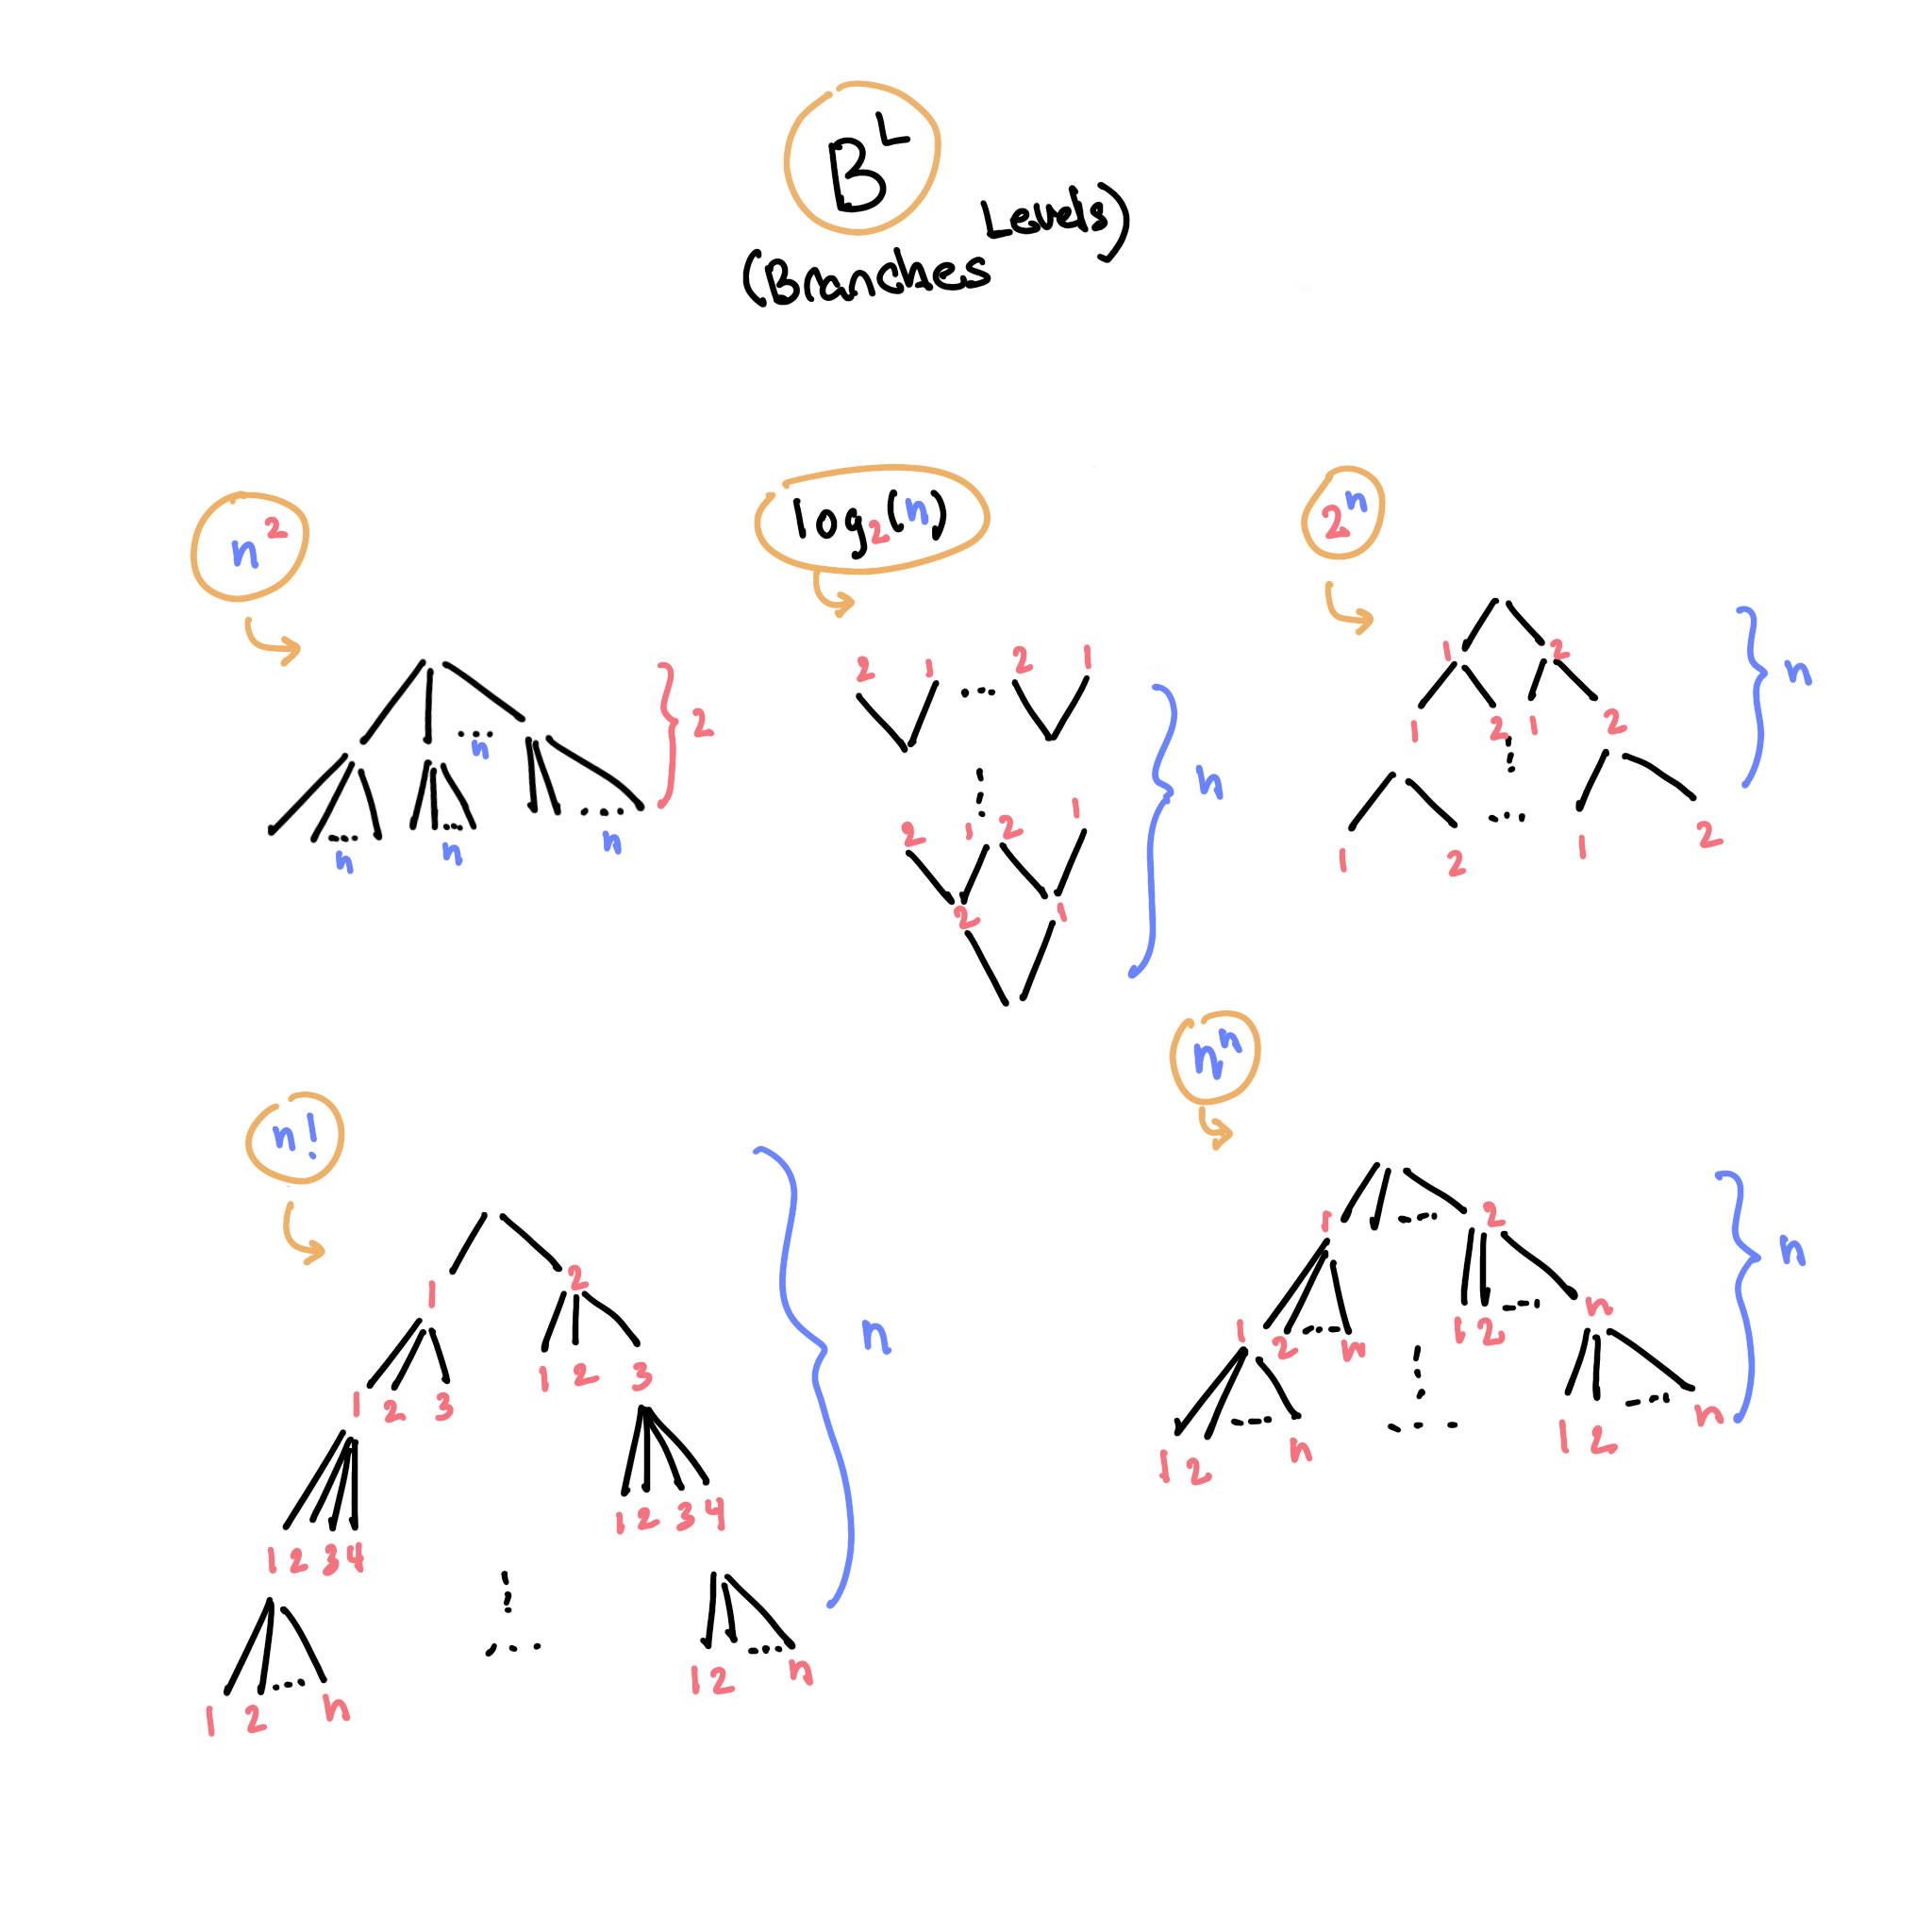 B^L
(Branches Levels)
n^2
log_2(n)
2^n
2 1 ... 2 1
1 2
n
2
n
1 2 1 2
n n n
2 1 2 1
n
1 2 1 2
2 1
n^n
n!
1 2
n
1 2
n
1 2 n 1 2 n
1 2 3 1 2 3
1 2 n 1 2 n
1 2 3 4
1 2 3 4
1 2 n
1 2 n